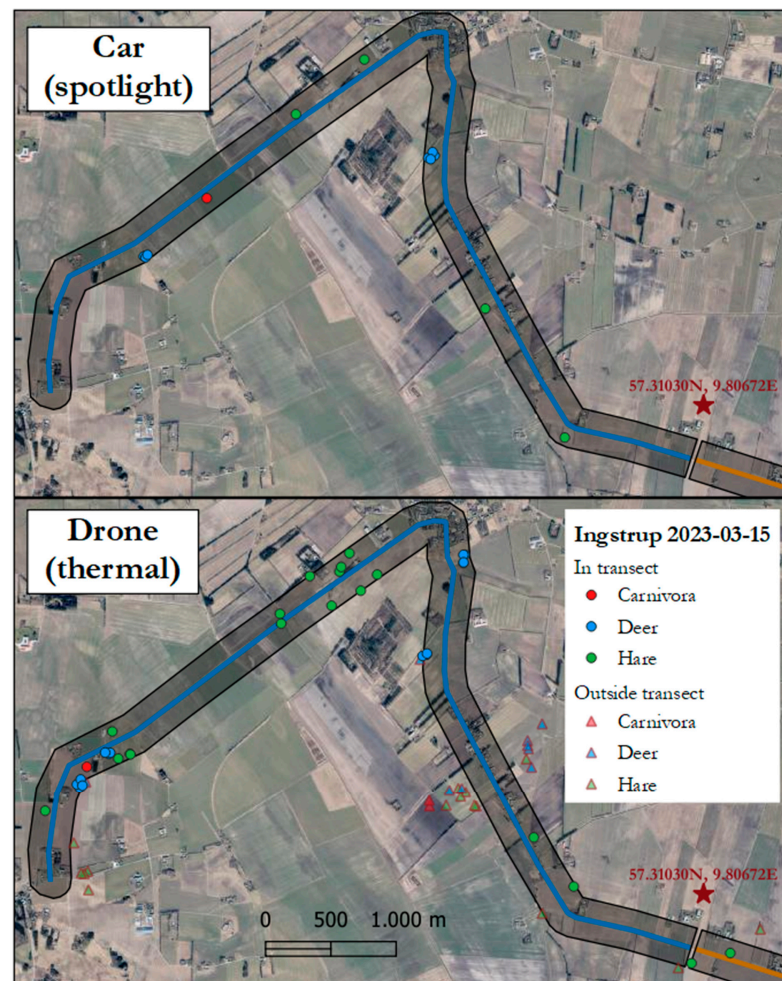 Car
(spotlight)
57.31030N, 9.80672E
Drone
(thermal)
Ingstrup 2023-03-15
In transect
Carnivora
Deer
Hare
Outside transect
Carnivora
Deer
Hare
57.31030N, 9.80672E
0 500 1.000 m